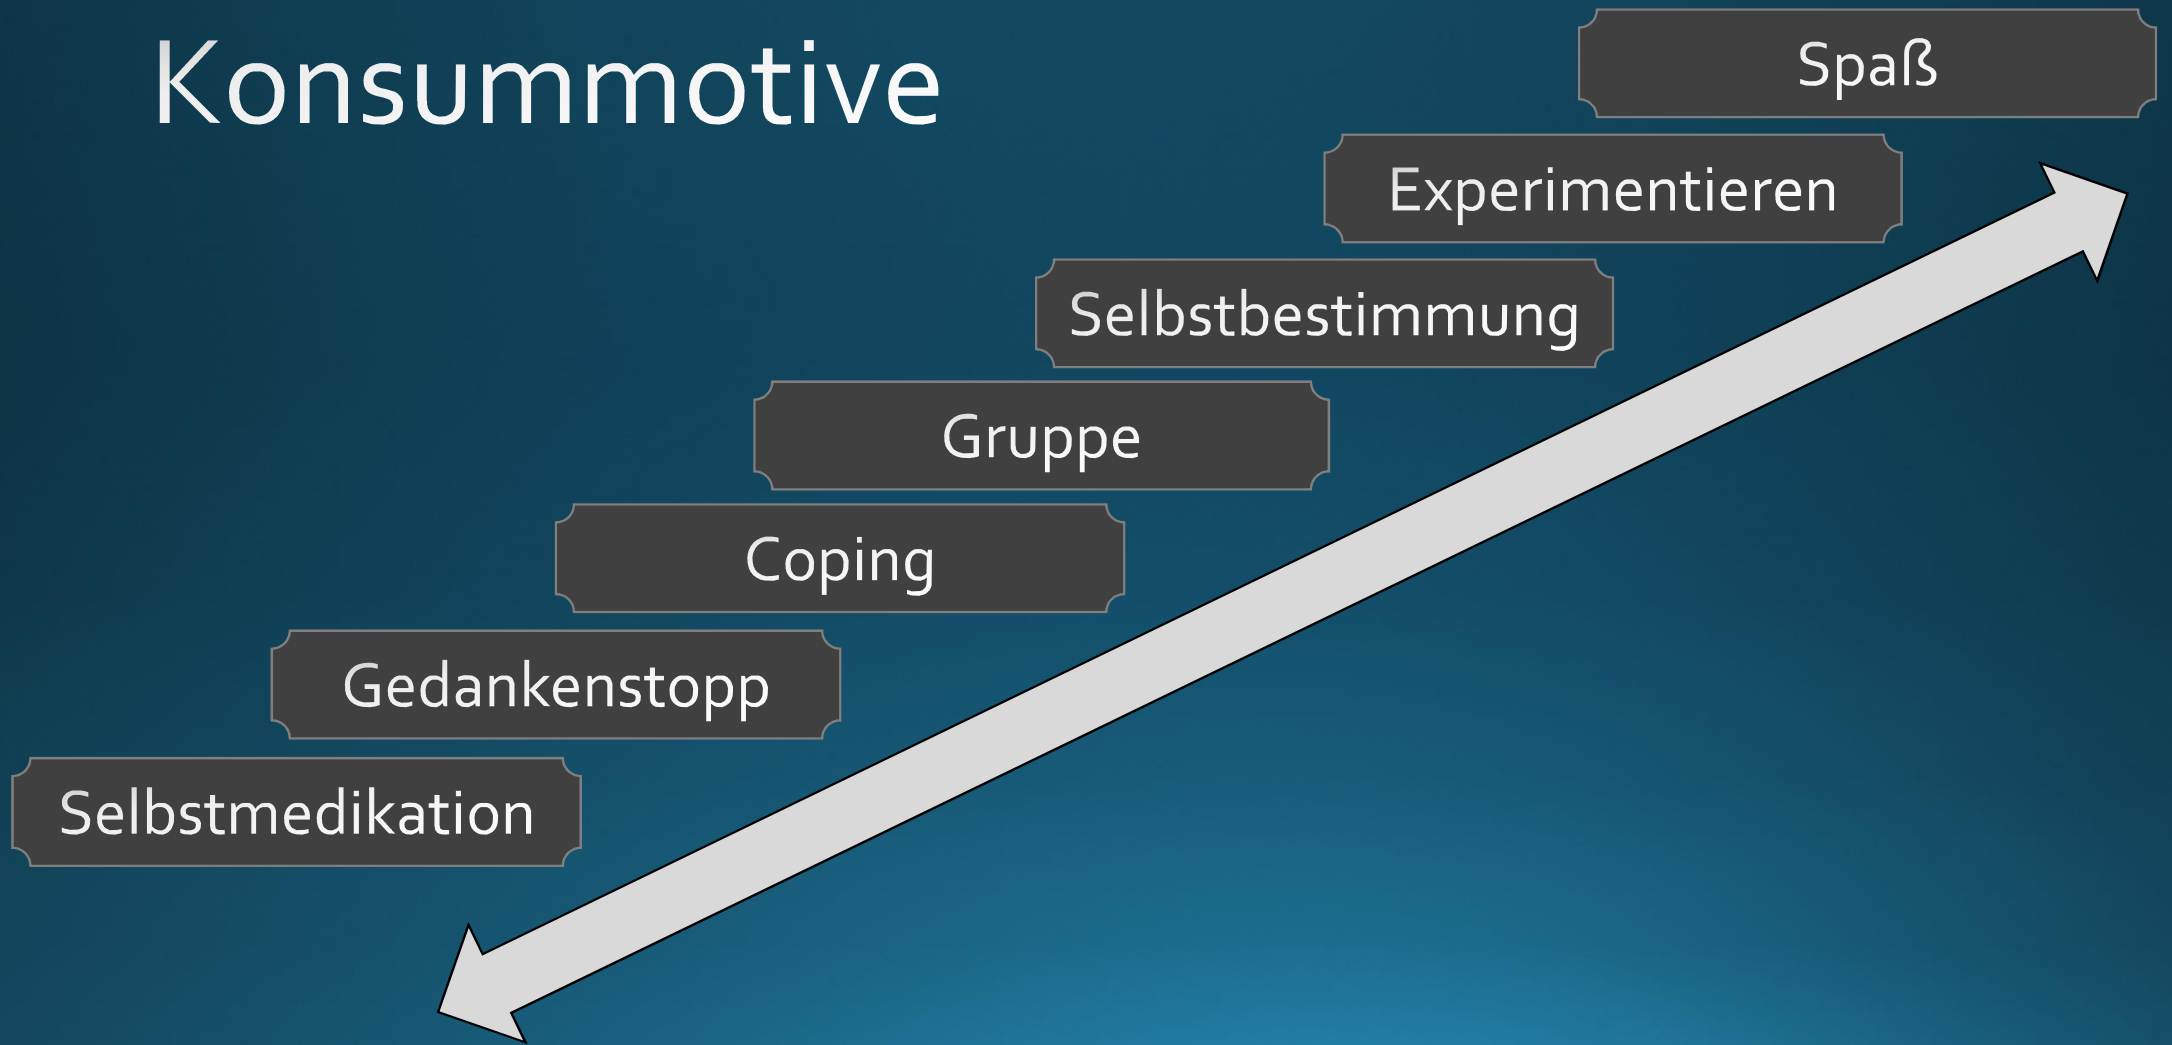 Konsummotive
Spaß
Experimentieren
Selbstbestimmung
Gruppe
Coping
Gedankenstopp
Selbstmedikation